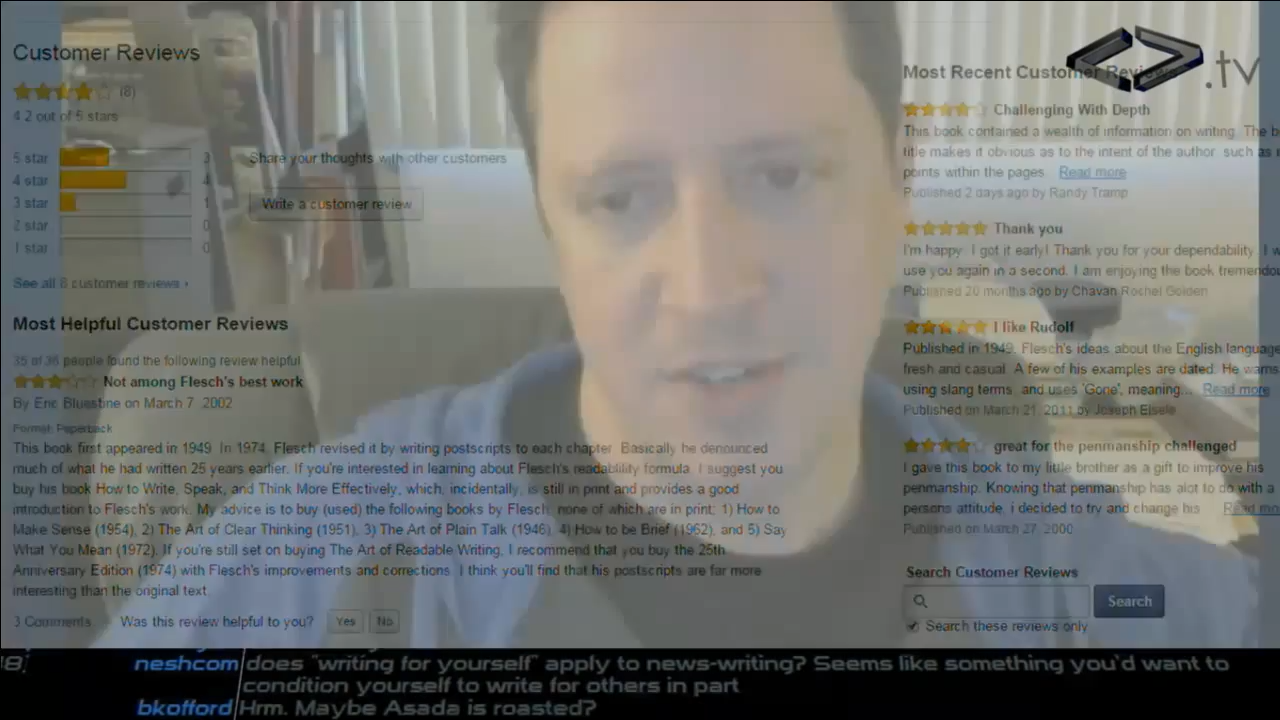 Customer Reviews
(8)
4.2 out of 5 stars
5 star 3
4 star 4
3 star 1
2 star 0
1 star 0
See all 8 customer reviews ›
Share your thoughts with other customers
Write a customer review
Most Helpful Customer Reviews
35 of 36 people found the following review helpful
Not among Flesch's best work
By Eric Bluestine on March 7, 2002
Format: Paperback
This book first appeared in 1949. In 1974, Flesch revised it by writing postscripts to each chapter. Basically he denounced
much of what he had written 25 years earlier. If you're interested in learning about Flesch's readability formula, I suggest you
buy his book How to Write, Speak, and Think More Effectively, which, incidentally, is still in print and provides a good
introduction to Flesch's work. My advice is to buy (used) the following books by Flesch, none of which are in print: 1) How to
Make Sense (1954), 2) The Art of Clear Thinking (1951), 3) The Art of Plain Talk (1946), 4) How to be Brief (1962), and 5) Say
What You Mean (1972). If you're still set on buying The Art of Readable Writing, I recommend that you buy the 25th
Anniversary Edition (1974) with Flesch's improvements and corrections. I think you'll find that his postscripts are far more
interesting than the original text.
3 Comments Was this review helpful to you? Yes No
<>.tv
Most Recent Customer Reviews
Challenging With Depth
This book contained a wealth of information on writing. The b
title makes it obvious as to the intent of the author, such as
points within the pages. Read more
Published 2 days ago by Randy Tramp
Thank you
I'm happy. I got it early! Thank you for your dependability. I w
use you again in a second. I am enjoying the book tremendou
Published 20 months ago by Chavan Rochel Golden
I like Rudolf
Published in 1949, Flesch's ideas about the English language
fresh and casual. A few of his examples are dated. He warns
using slang terms, and uses 'Gone', meaning... Read more
Published on March 21, 2011 by Joseph Eisele
great for the penmanship challenged
I gave this book to my little brother as a gift to improve his
penmanship. Knowing that penmanship has alot to do with a
persons attitude, i decided to try and change his Read mo
Published on March 27, 2000
Search Customer Reviews
Search
Search these reviews only
8] neshcom does "writing for yourself" apply to news-writing? Seems like something you'd want to
condition yourself to write for others in part
bkofford Hrm. Maybe Asada is roasted?